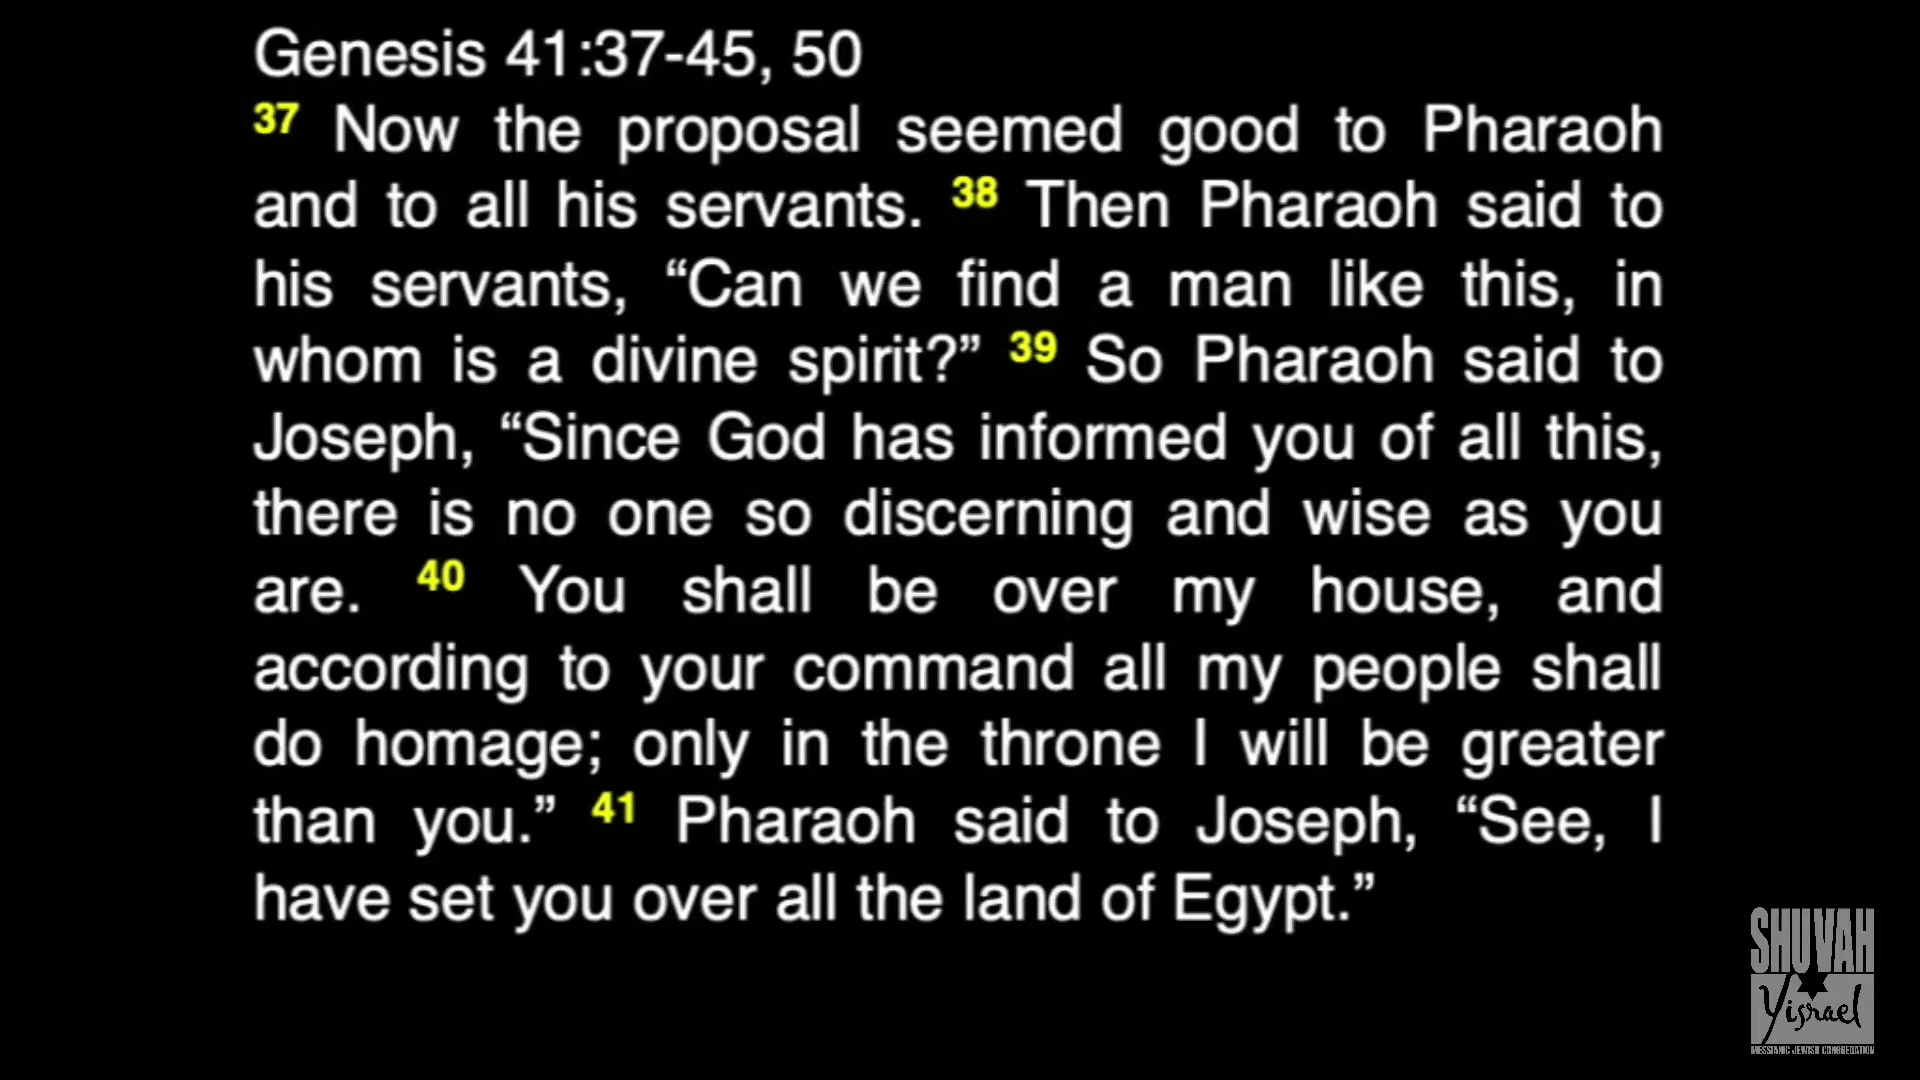 Genesis 41:37-45, 50
37 Now the proposal seemed good to Pharaoh
and to all his servants. 38 Then Pharaoh said to
his servants, “Can we find a man like this, in
whom is a divine spirit?” 39 So Pharaoh said to
Joseph, “Since God has informed you of all this,
there is no one so discerning and wise as you
are. 40 You shall be over my house, and
according to your command all my people shall
do homage; only in the throne I will be greater
than you.” 41 Pharaoh said to Joseph, “See, I
have set you over all the land of Egypt.”
SHUVAH
Yisrael
MESSIANIC JEWISH CONGREGATION